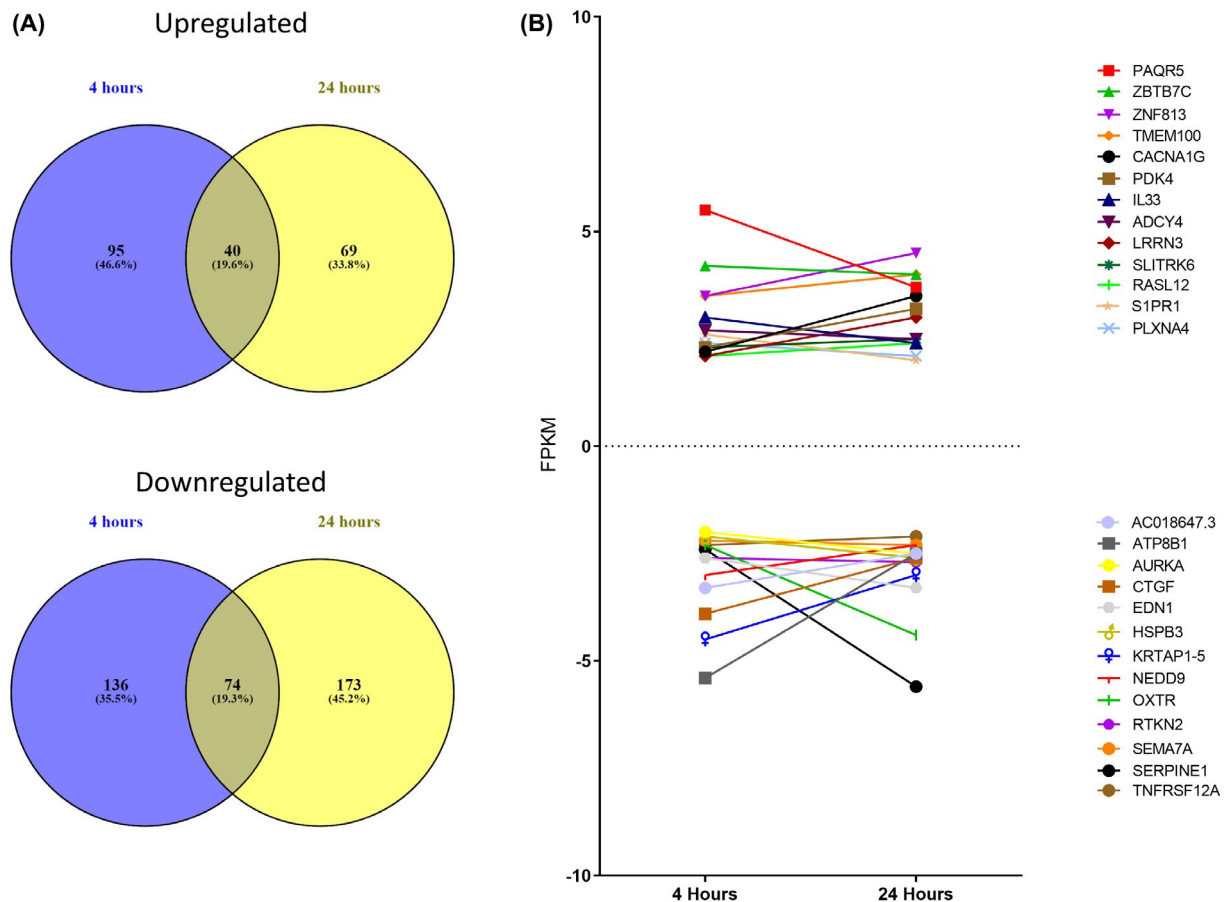 (A)
Upregulated
4 hours
24 hours
95
(46.6%)
40
(19.6%)
69
(33.8%)
Downregulated
4 hours
24 hours
136
(35.5%)
74
(19.3%)
173
(45.2%)
(B)
10
5
0
-5
-10
FPKM
4 Hours
24 Hours
PAQR5
ZBTB7C
ZNF813
TMEM100
CACNA1G
PDK4
IL33
ADCY4
LRRN3
SLITRK6
RASL12
S1PR1
PLXNA4
AC018647.3
ATP8B1
AURKA
CTGF
EDN1
HSPB3
KRTAP1-5
NEDD9
OXTR
RTKN2
SEMA7A
SERPINE1
TNFRSF12A